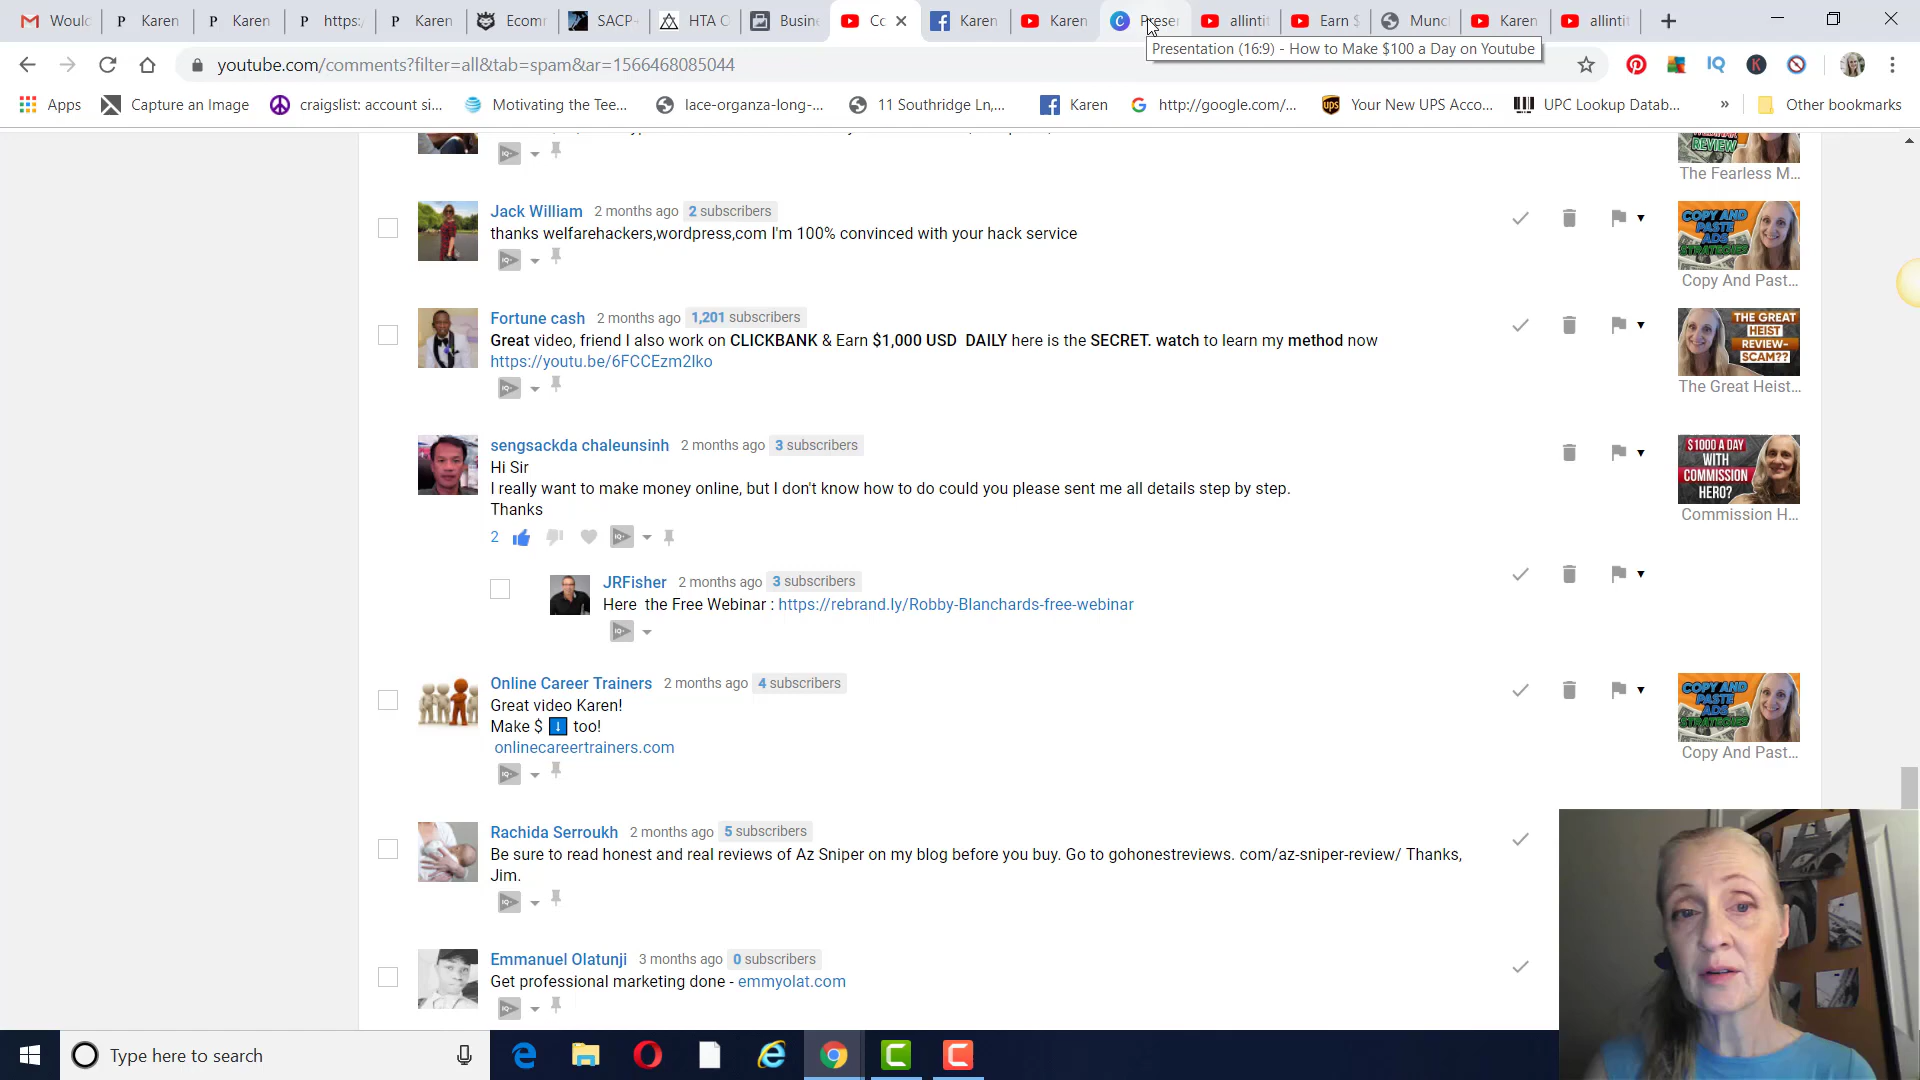 Would
Karen
Karen
https:
Karen
Ecomm
SACP
HTA C
Busine
Co
Karen
Karen
Presen
allintit
Earn $
Munc
Karen
allintit
Presentation (16:9) - How to Make $100 a Day on Youtube
youtube.com/comments?filter=all&tab=spam&ar=1566468085044
Apps
Capture an Image
craigslist: account si...
Motivating the Tee...
lace-organza-long-...
11 Southridge Ln,...
Karen
http://google.com/...
Your New UPS Acco...
UPC Lookup Datab...
»
Other bookmarks
REVIEW
The Fearless M...
Jack William 2 months ago 2 subscribers
thanks welfarehackers,wordpress,com I'm 100% convinced with your hack service
COPY AND
PASTE
ADS
STRATEGIES
Copy And Past...
Fortune cash 2 months ago 1,201 subscribers
Great video, friend I also work on CLICKBANK & Earn $1,000 USD DAILY here is the SECRET. watch to learn my method now
https://youtu.be/6FCCEzm2lko
THE GREAT
HEIST
REVIEW-
SCAM??
The Great Heist...
sengsackda chaleunsinh 2 months ago 3 subscribers
Hi Sir
I really want to make money online, but I don't know how to do could you please sent me all details step by step.
Thanks
2
$1000 A DAY
WITH
COMMISSION
HERO?
Commission H...
JRFisher 2 months ago 3 subscribers
Here the Free Webinar : https://rebrand.ly/Robby-Blanchards-free-webinar
Online Career Trainers 2 months ago 4 subscribers
Great video Karen!
Make $ ⬇ too!
onlinecareertrainers.com
COPY AND
PASTE
ADS
STRATEGIES
Copy And Past...
Rachida Serroukh 2 months ago 5 subscribers
Be sure to read honest and real reviews of Az Sniper on my blog before you buy. Go to gohonestreviews. com/az-sniper-review/ Thanks,
Jim.
Emmanuel Olatunji 3 months ago 0 subscribers
Get professional marketing done - emmyolat.com
Type here to search